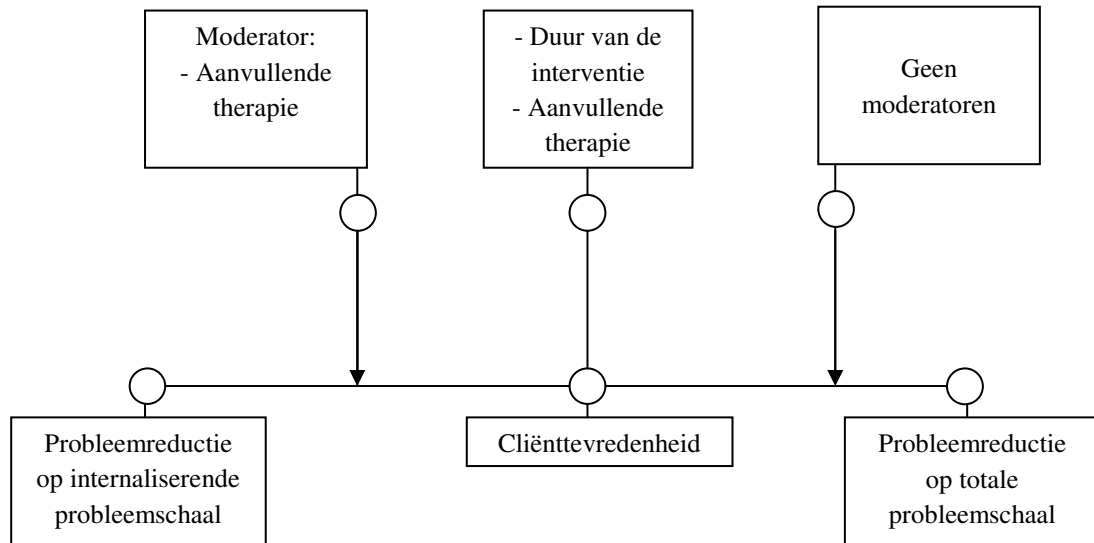 Moderator:
- Aanvullende
therapie
- Duur van de
interventie
- Aanvullende
therapie
Geen
moderatoren
Probleemreductie
op internaliserende
probleemschaal
Cliënttevredenheid
Probleemreductie
op totale
probleemschaal